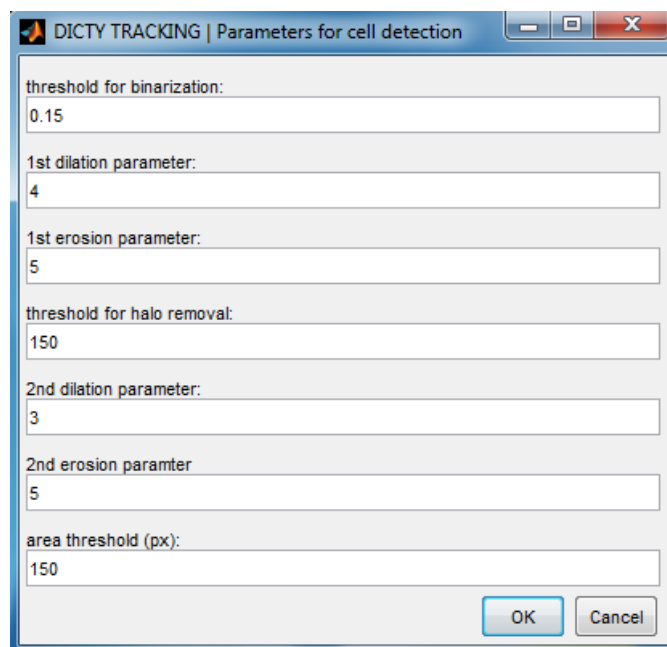 DICTY TRACKING | Parameters for cell detection
threshold for binarization:
0.15
1st dilation parameter:
4
1st erosion parameter:
5
threshold for halo removal:
150
2nd dilation parameter:
3
2nd erosion paramter
5
area threshold (px):
150
OK Cancel